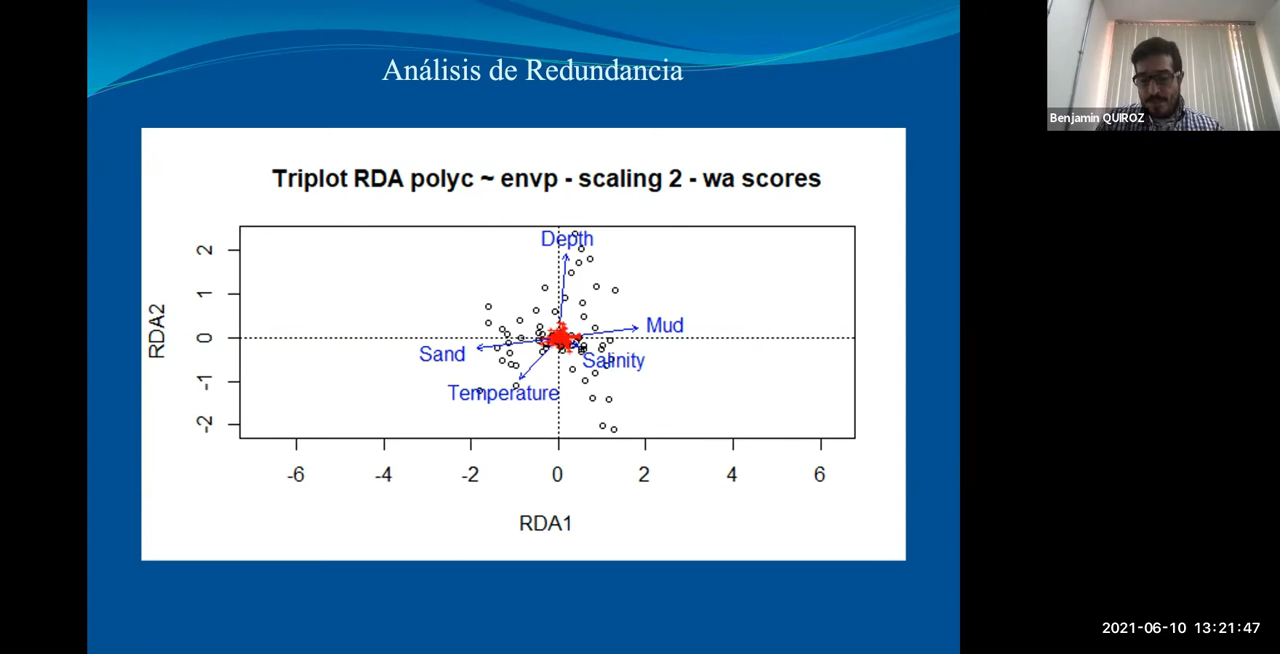 Análisis de Redundancia
Benjamin QUIROZ
Triplot RDA polyc ~ envp - scaling 2 - wa scores
RDA2
2
1
0
-1
-2
Depth
Mud
Sand
Salinity
Temperature
-6 -4 -2 0 2 4 6
RDA1
2021-06-10 13:21:47